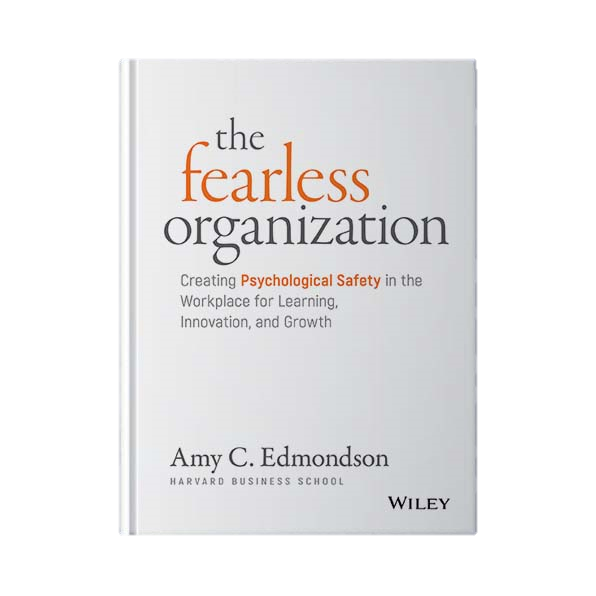 the
fearless
organization
Creating Psychological Safety in the
Workplace for Learning,
Innovation, and Growth
Amy C. Edmondson
HARVARD BUSINESS SCHOOL
WILEY